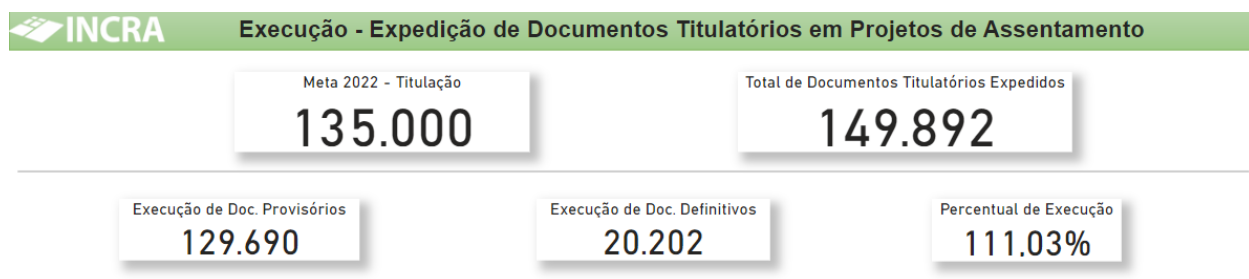 INCRA Execução - Expedição de Documentos Titulatórios em Projetos de Assentamento
Meta 2022 - Titulação
135.000
Total de Documentos Titulatórios Expedidos
149.892
Execução de Doc. Provisórios
129.690
Execução de Doc. Definitivos
20.202
Percentual de Execução
111,03%